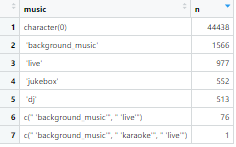 music n
1 character(0) 44438
2 'background_music' 1566
3 'live' 977
4 'jukebox' 552
5 'dj' 513
6 c(" 'background_music'", " 'live'") 76
7 c(" 'background_music'", " 'karaoke'", " 'live'") 1